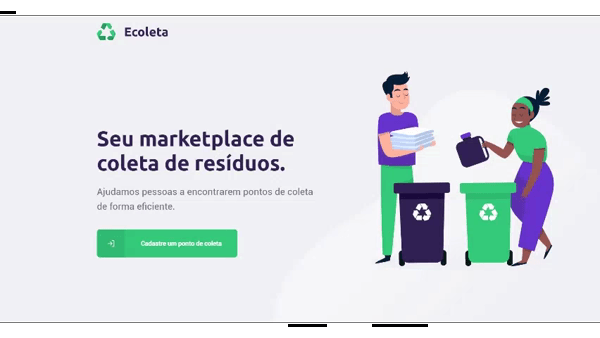 Ecoleta
Seu marketplace de
coleta de resíduos.
Ajudamos pessoas a encontrarem pontos de coleta
de forma eficiente.
Cadastre um ponto de coleta